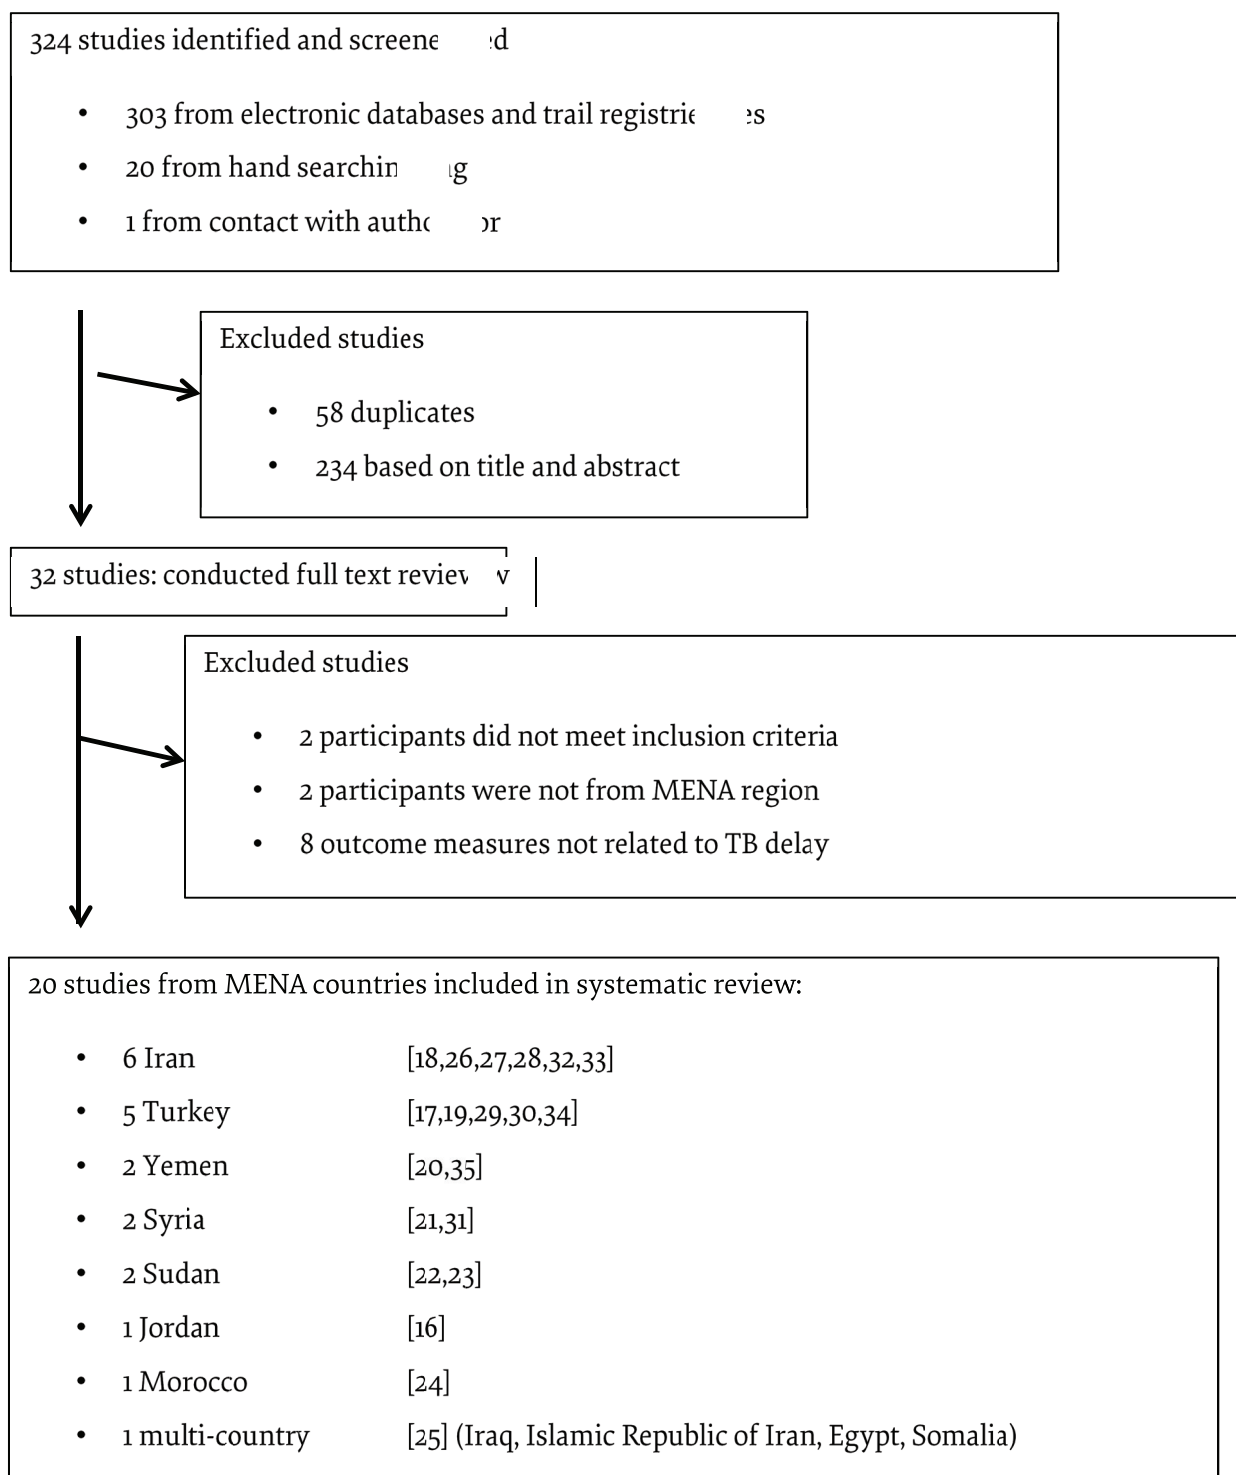 324 studies identified and screened
• 303 from electronic databases and trail registries
• 20 from hand searching
• 1 from contact with author
Excluded studies
• 58 duplicates
• 234 based on title and abstract
32 studies: conducted full text review
Excluded studies
• 2 participants did not meet inclusion criteria
• 2 participants were not from MENA region
• 8 outcome measures not related to TB delay
20 studies from MENA countries included in systematic review:
• 6 Iran [18,26,27,28,32,33]
• 5 Turkey [17,19,29,30,34]
• 2 Yemen [20,35]
• 2 Syria [21,31]
• 2 Sudan [22,23]
• 1 Jordan [16]
• 1 Morocco [24]
• 1 multi-country [25] (Iraq, Islamic Republic of Iran, Egypt, Somalia)